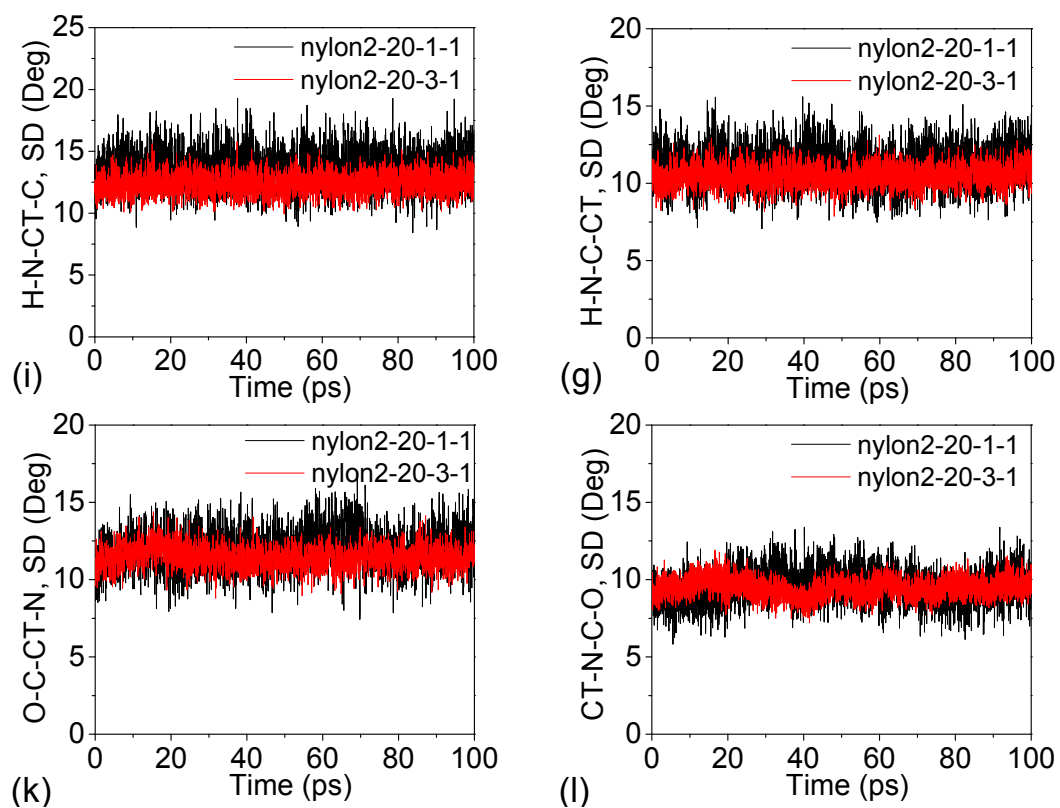 H-N-CT-C, SD (Deg)
25
20
15
10
5
0
nylon2-20-1-1
nylon2-20-3-1
0 20 40 60 80 100
Time (ps)
(i)
H-N-C-CT, SD (Deg)
20
15
10
5
0
nylon2-20-1-1
nylon2-20-3-1
0 20 40 60 80 100
Time (ps)
(g)
O-C-CT-N, SD (Deg)
20
15
10
5
0
nylon2-20-1-1
nylon2-20-3-1
0 20 40 60 80 100
Time (ps)
(k)
CT-N-C-O, SD (Deg)
20
15
10
5
0
nylon2-20-1-1
nylon2-20-3-1
0 20 40 60 80 100
Time (ps)
(l)